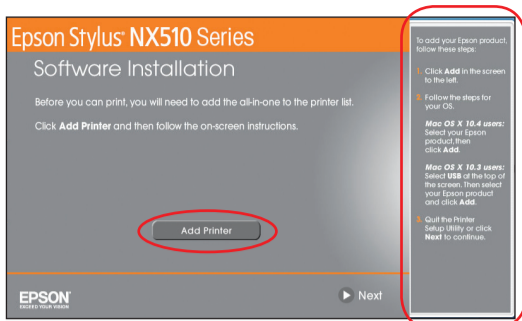 Epson Stylus® NX510 Series
Software Installation
Before you can print, you will need to add the all-in-one to the printer list.
Click Add Printer and then follow the on-screen instructions.
Add Printer
EPSON®
EXCEED YOUR VISION
Next
To add your Epson product,
follow these steps:
1. Click Add in the screen
to the left.
2. Follow the steps for
your OS.
Mac OS X 10.4 users:
Select your Epson
product, then
click Add.
Mac OS X 10.3 users:
Select USB at the top of
the screen. Then select
your Epson product
and click Add.
3. Quit the Printer
Setup Utility or click
Next to continue.